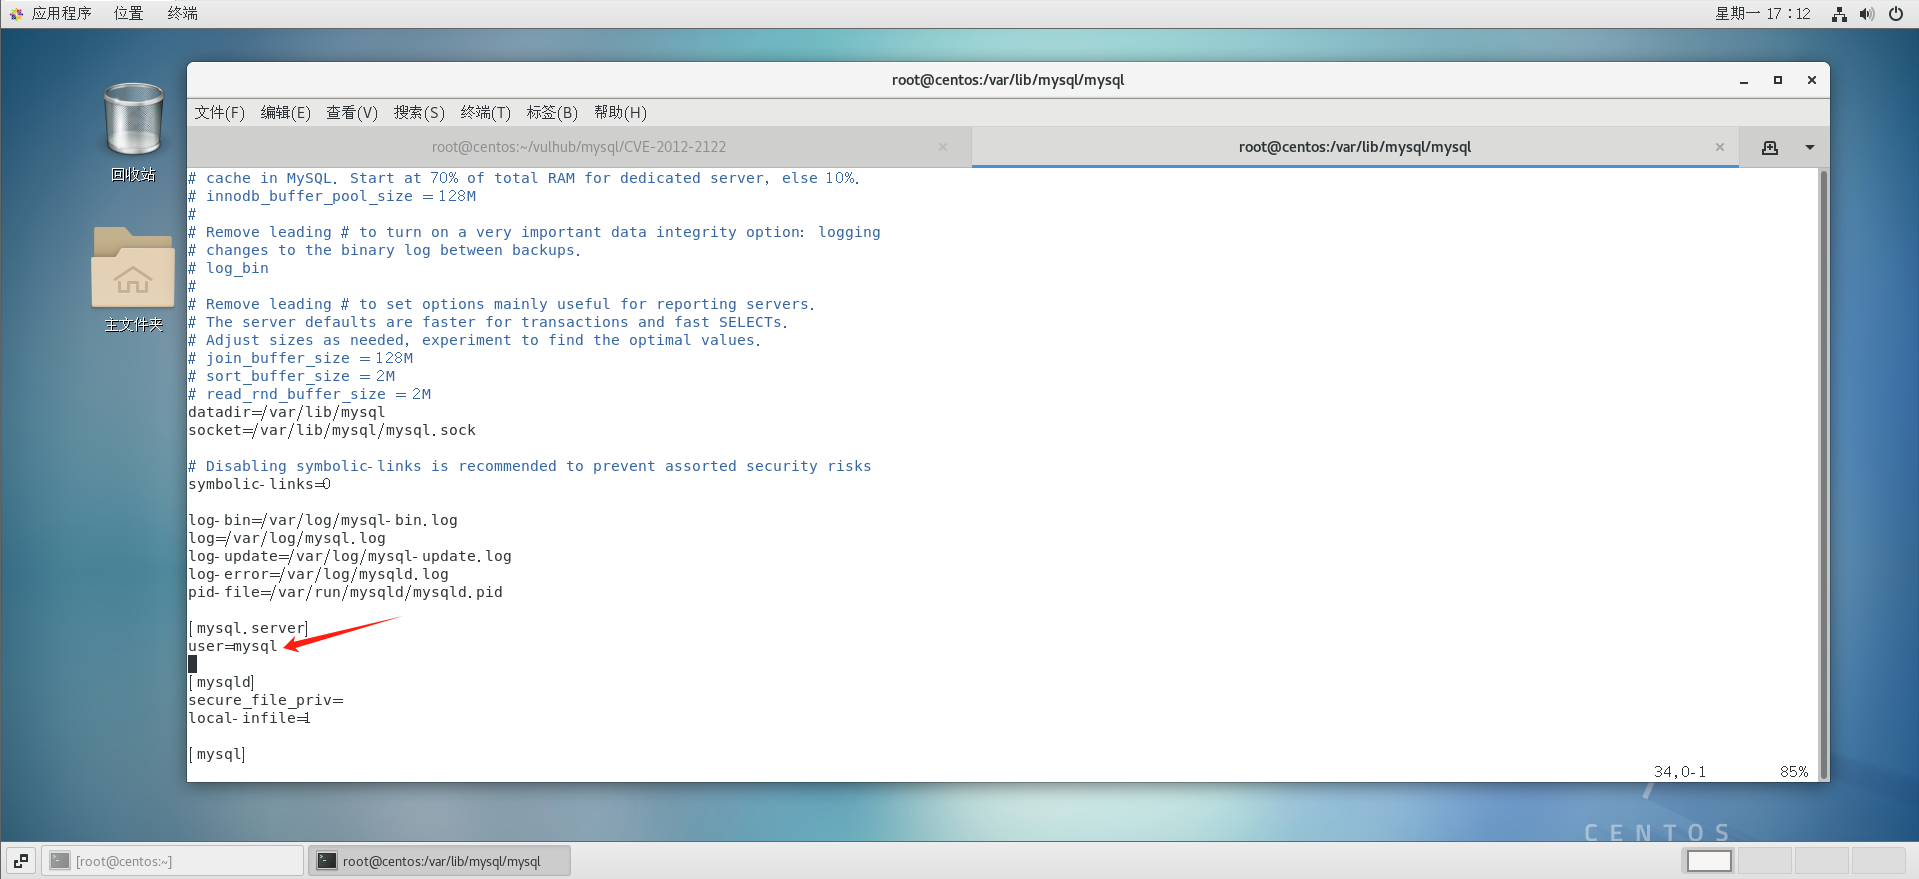 应用程序 位置 终端 星期一 17：12
root@centos:/var/lib/mysql/mysql
文件(F) 编辑(E) 查看(V) 搜索(S) 终端(T) 标签(B) 帮助(H)
root@centos:~/vulhub/mysql/CVE-2012-2122 root@centos:/var/lib/mysql/mysql
回收站
主文件夹
# cache in MySQL. Start at 70% of total RAM for dedicated server, else 10%.
# innodb_buffer_pool_size = 128M
#
# Remove leading # to turn on a very important data integrity option: logging
# changes to the binary log between backups.
# log_bin
#
# Remove leading # to set options mainly useful for reporting servers.
# The server defaults are faster for transactions and fast SELECTs.
# Adjust sizes as needed, experiment to find the optimal values.
# join_buffer_size = 128M
# sort_buffer_size = 2M
# read_rnd_buffer_size = 2M
datadir=/var/lib/mysql
socket=/var/lib/mysql/mysql.sock
# Disabling symbolic-links is recommended to prevent assorted security risks
symbolic-links=0
log-bin=/var/log/mysql-bin.log
log=/var/log/mysql.log
log-update=/var/log/mysql-update.log
log-error=/var/log/mysqld.log
pid-file=/var/run/mysqld/mysqld.pid
[mysql.server]
user=mysql
[mysqld]
secure_file_priv=
local-infile=1
[mysql]
34,0-1 85%
CENTOS
[root@centos:~] root@centos:/var/lib/mysql/mysql